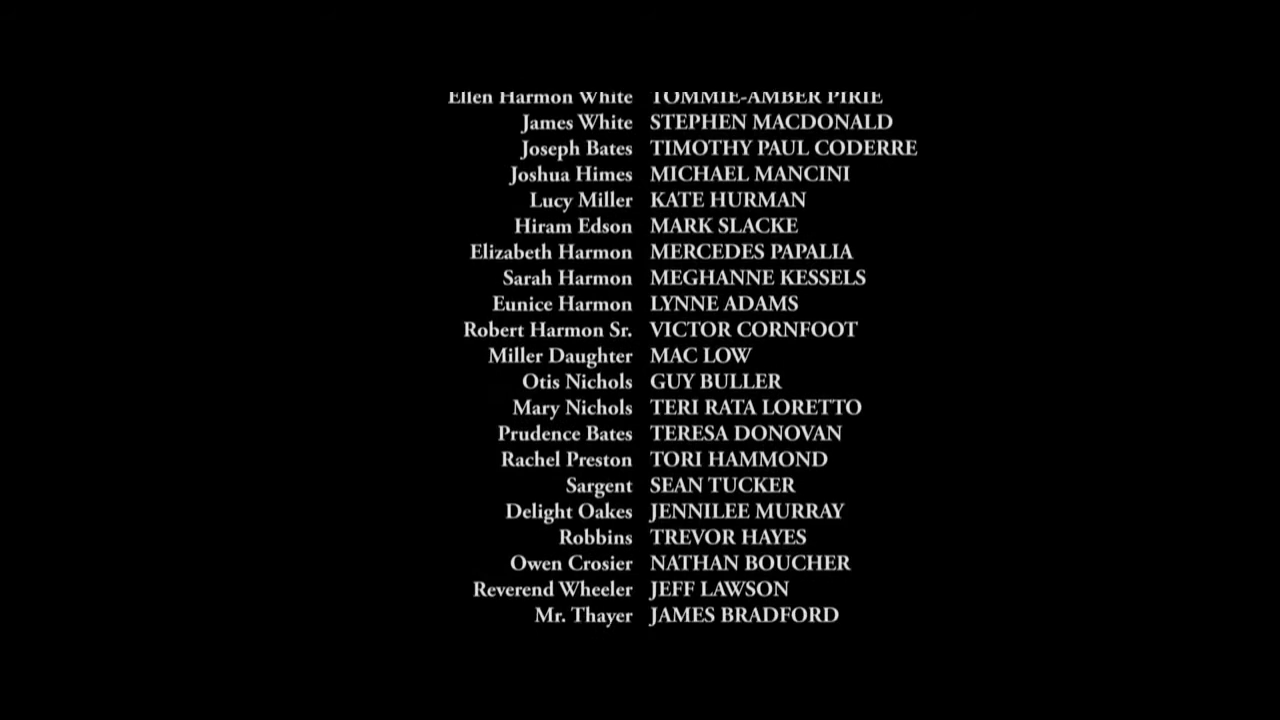 Ellen Harmon White TOMMIE-AMBER PIRIE
James White STEPHEN MACDONALD
Joseph Bates TIMOTHY PAUL CODERRE
Joshua Himes MICHAEL MANCINI
Lucy Miller KATE HURMAN
Hiram Edson MARK SLACKE
Elizabeth Harmon MERCEDES PAPALIA
Sarah Harmon MEGHANNE KESSELS
Eunice Harmon LYNNE ADAMS
Robert Harmon Sr. VICTOR CORNFOOT
Miller Daughter MAC LOW
Otis Nichols GUY BULLER
Mary Nichols TERI RATA LORETTO
Prudence Bates TERESA DONOVAN
Rachel Preston TORI HAMMOND
Sargent SEAN TUCKER
Delight Oakes JENNILEE MURRAY
Robbins TREVOR HAYES
Owen Crosier NATHAN BOUCHER
Reverend Wheeler JEFF LAWSON
Mr. Thayer JAMES BRADFORD